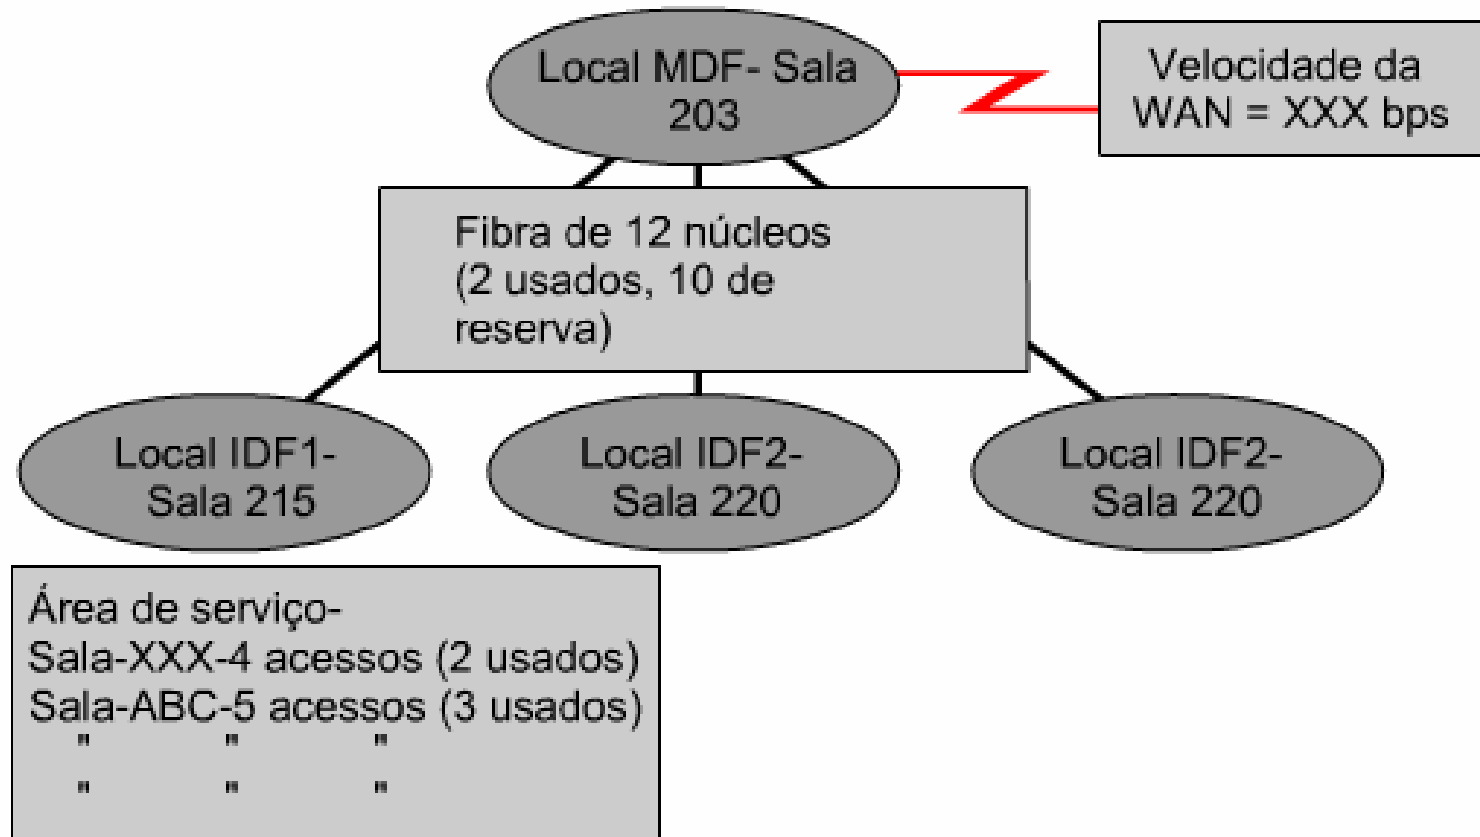 Local MDF- Sala
203
Velocidade da
WAN = XXX bps
Fibra de 12 núcleos
(2 usados, 10 de
reserva)
Local IDF1-
Sala 215
Local IDF2-
Sala 220
Local IDF2-
Sala 220
Área de serviço-
Sala-XXX-4 acessos (2 usados)
Sala-ABC-5 acessos (3 usados)
" " "
" " "